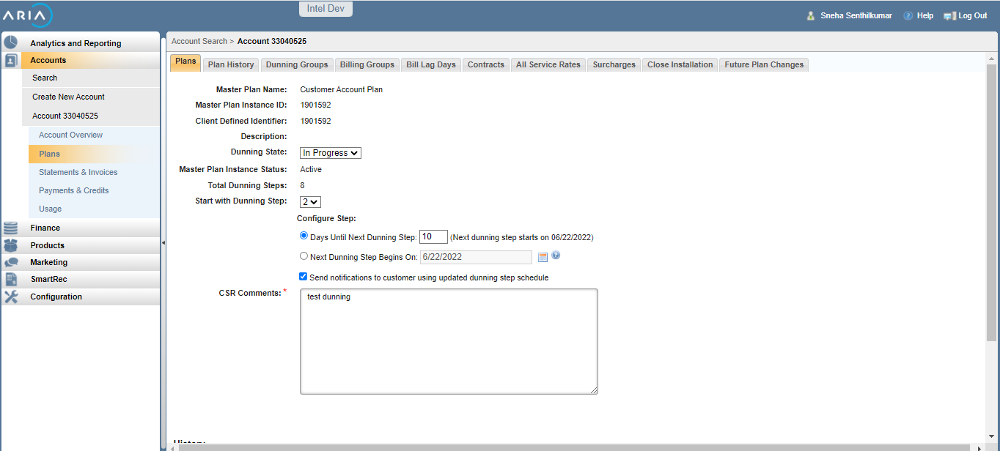 ARIA
Intel Dev
Sneha Senthilkumar
Help
Log Out
Analytics and Reporting
Accounts
Search
Create New Account
Account 33040525
Account Overview
Plans
Statements & Invoices
Payments & Credits
Usage
Finance
Products
Marketing
SmartRec
Configuration
Account Search > Account 33040525
Plans Plan History Dunning Groups Billing Groups Bill Lag Days Contracts All Service Rates Surcharges Close Installation Future Plan Changes
Master Plan Name: Customer Account Plan
Master Plan Instance ID: 1901592
Client Defined Identifier: 1901592
Description:
Dunning State: In Progress
Master Plan Instance Status: Active
Total Dunning Steps: 8
Start with Dunning Step: 2
Configure Step:
Days Until Next Dunning Step: 10 (Next dunning step starts on 06/22/2022)
Next Dunning Step Begins On: 6/22/2022
Send notifications to customer using updated dunning step schedule
CSR Comments: * test dunning
History